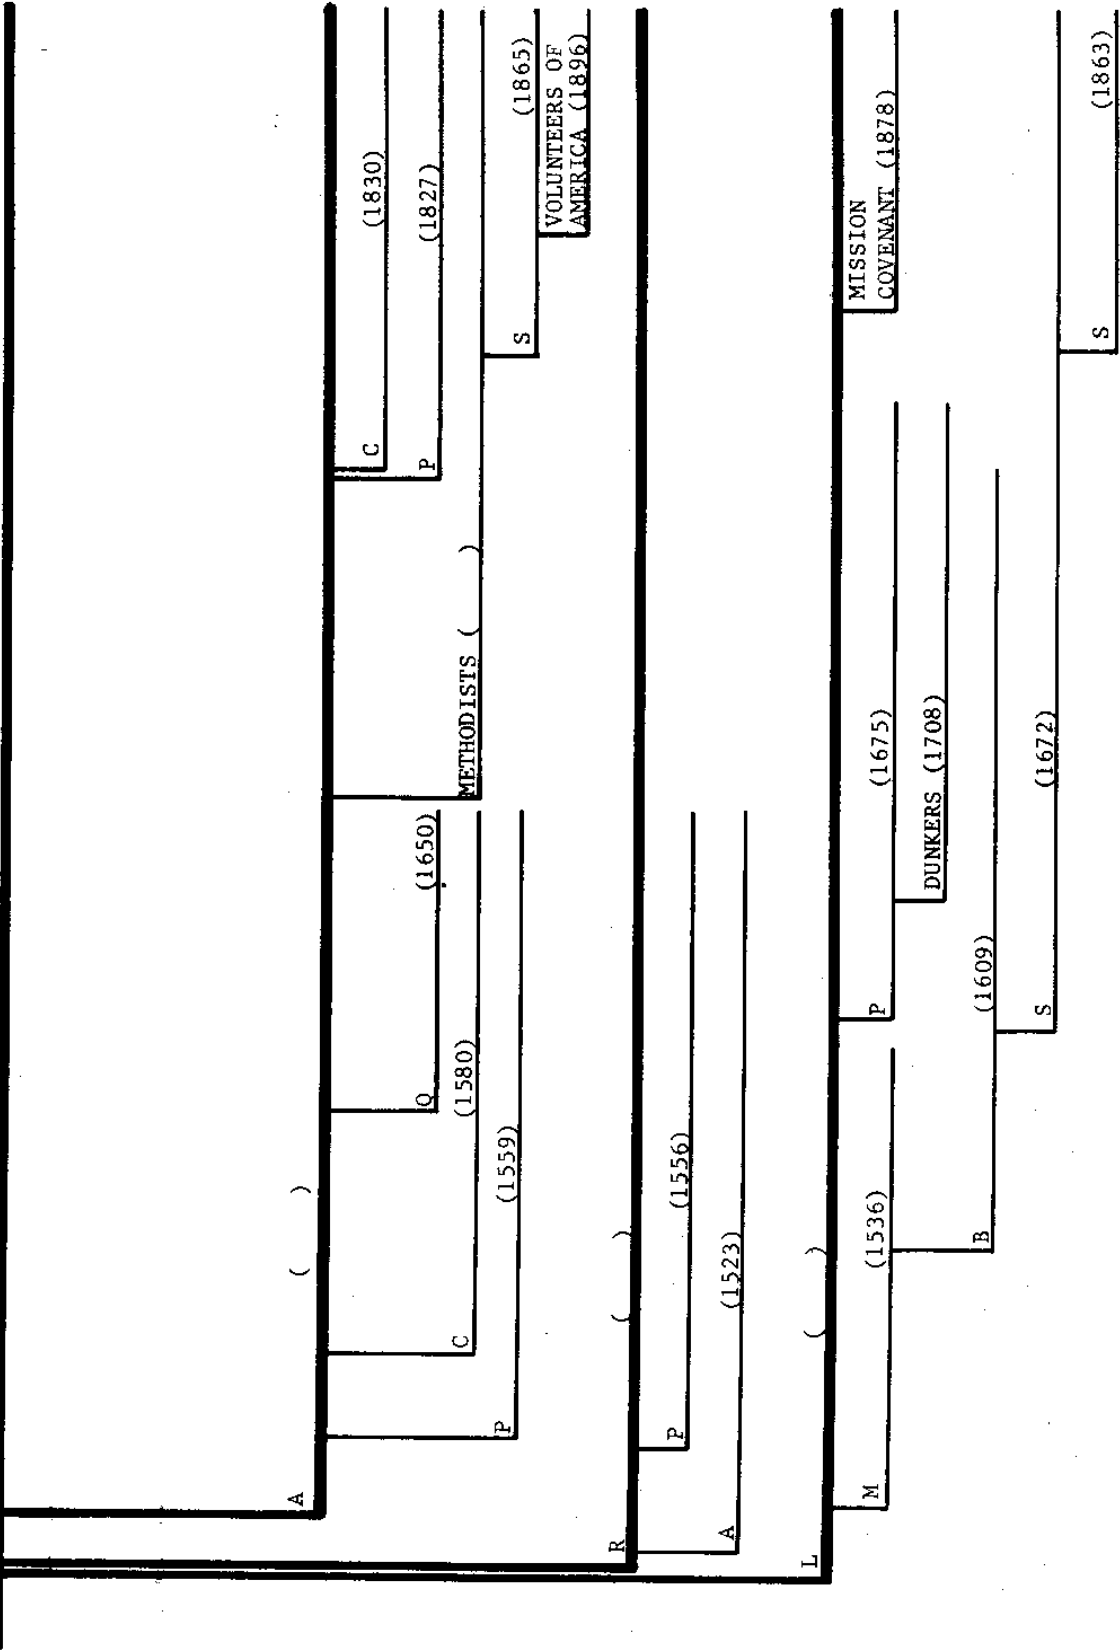 A ( )
C (1830)
P (1827)
METHODISTS ( )
S (1865)
VOLUNTEERS OF
AMERICA (1896)
Q (1650)
C (1580)
P (1559)
R ( )
P (1556)
A (1523)
L ( )
MISSION
COVENANT (1878)
P (1675)
DUNKERS (1708)
M (1536)
B (1609)
S (1672)
S (1863)